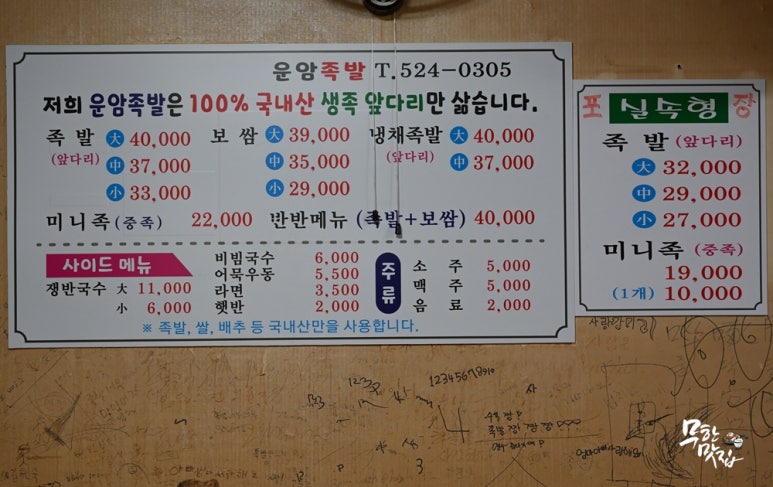 운암족발 T.524-0305
저희 운암족발은 100% 국내산 생족 앞다리만 삶습니다.
족 발 大 40,000
(앞다리) 中 37,000
小 33,000
보 쌈 大 39,000
中 35,000
小 29,000
냉채족발 大 40,000
(앞다리) 中 37,000
미니족(중족) 22,000 반반메뉴 (족발+보쌈) 40,000
사이드 메뉴
쟁반국수 大 11,000
小 6,000
비빔국수 6,000
어묵우동 5,500
라면 3,500
햇반 2,000
주류
소 주 5,000
맥 주 5,000
음 료 2,000
※ 족발, 쌀, 배추 등 국내산만을 사용합니다.
포 실속형 장
족 발 (앞다리)
大 32,000
中 29,000
小 27,000
미니족 (중족)
19,000
(1개) 10,000
12345678910
무한맛집